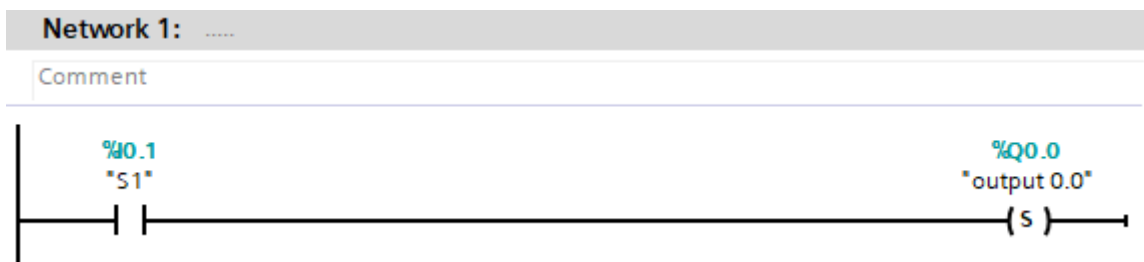 Network 1: .....
Comment
%I0.1 %Q0.0
"S1" "output 0.0"
S